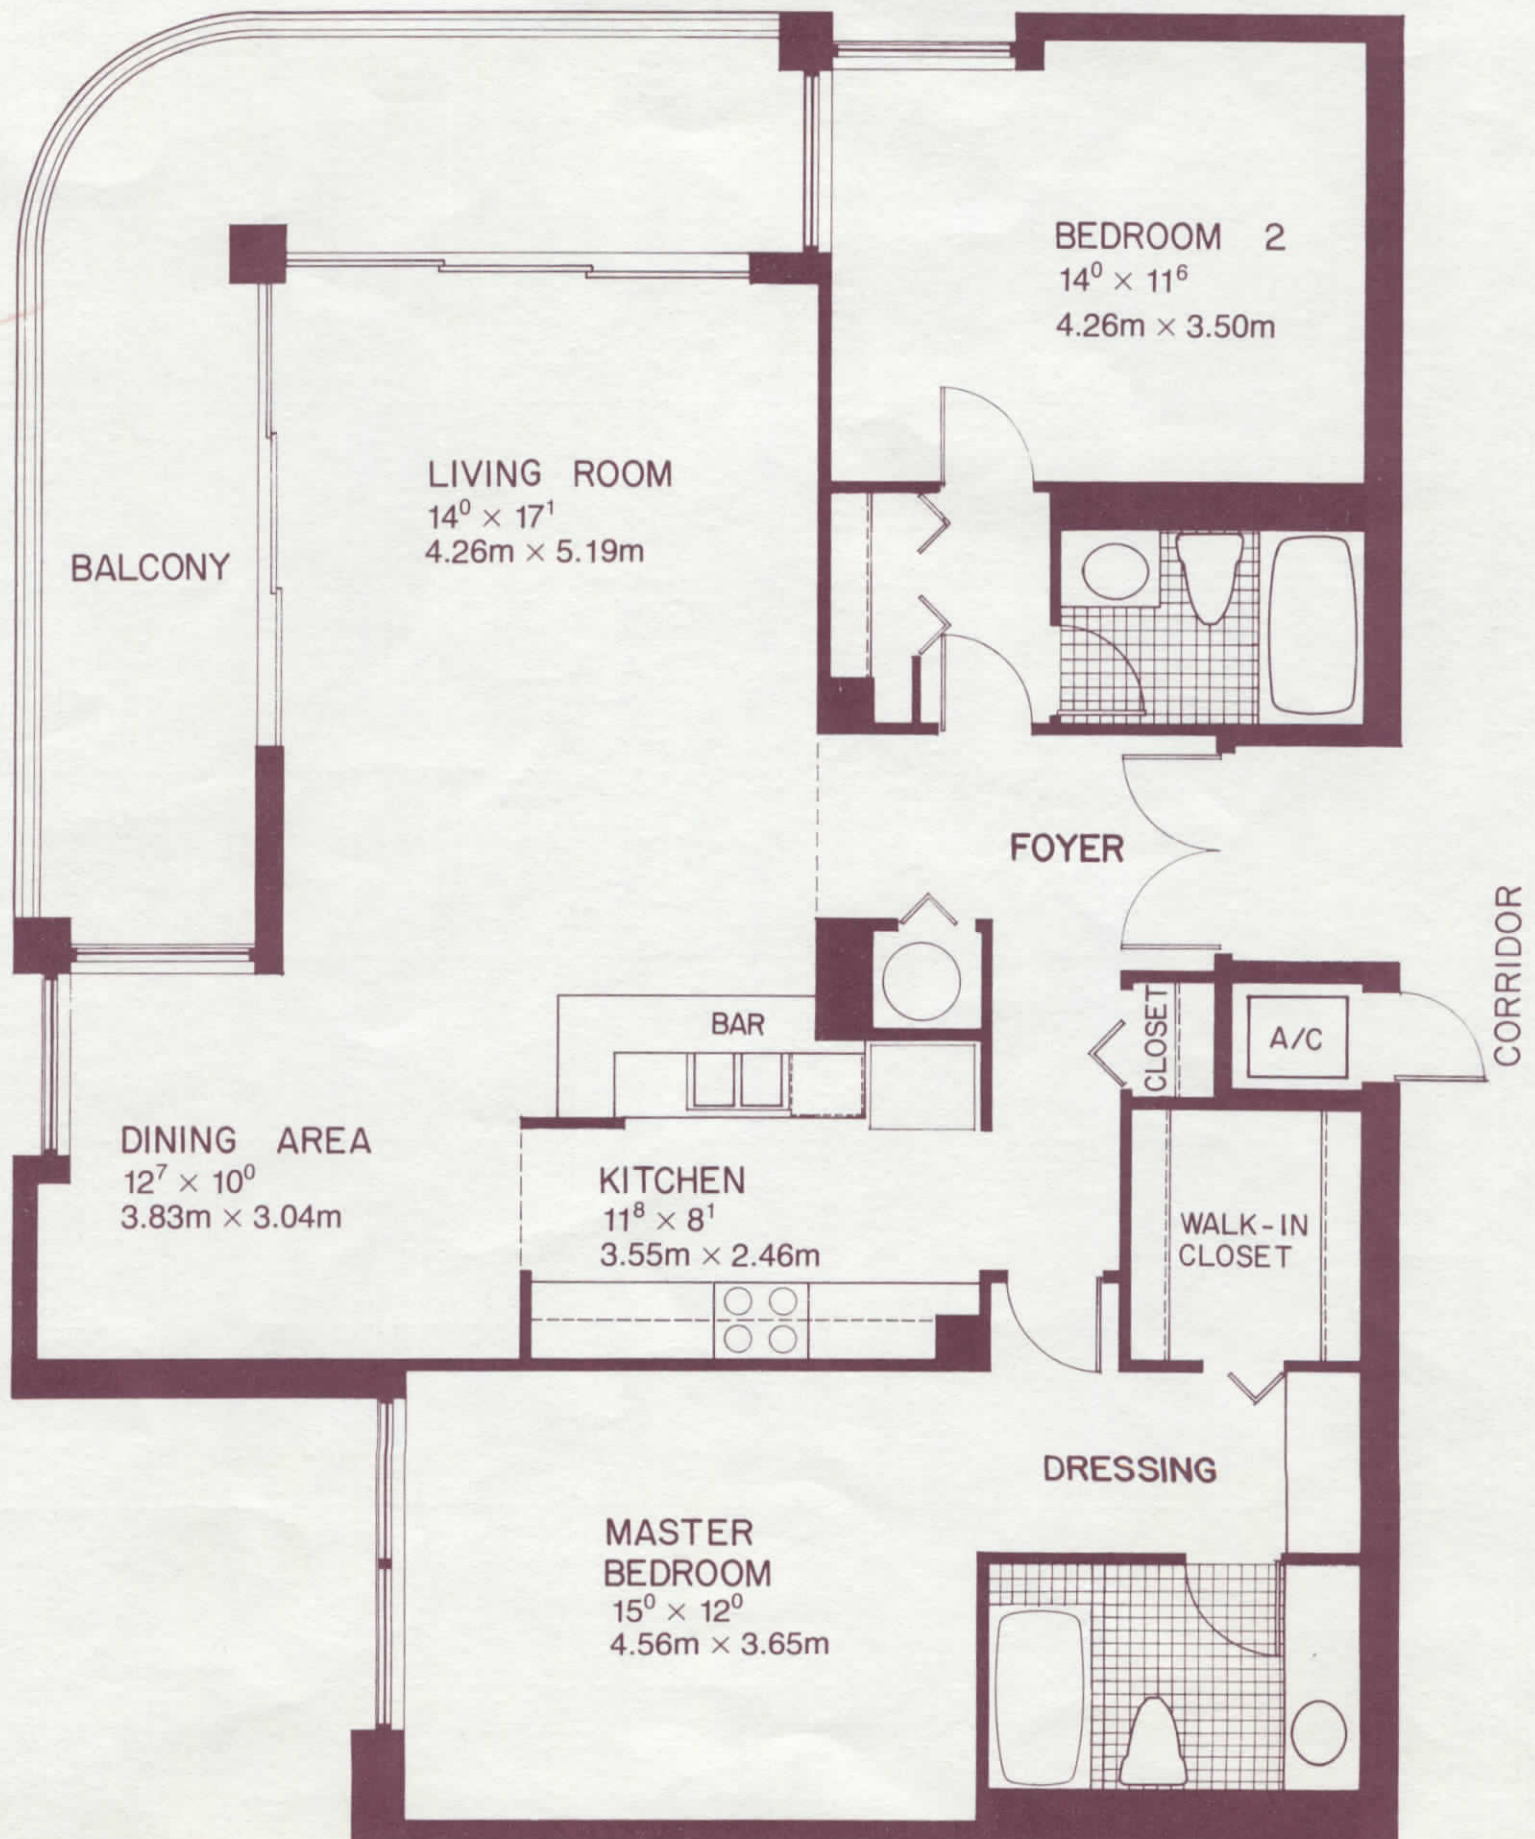 BEDROOM 2
14⁰ × 11⁶
4.26m × 3.50m
LIVING ROOM
14⁰ × 17¹
4.26m × 5.19m
BALCONY
FOYER
CORRIDOR
BAR
CLOSET
A/C
DINING AREA
12⁷ × 10⁰
3.83m × 3.04m
KITCHEN
11⁸ × 8¹
3.55m × 2.46m
WALK-IN
CLOSET
DRESSING
MASTER
BEDROOM
15⁰ × 12⁰
4.56m × 3.65m